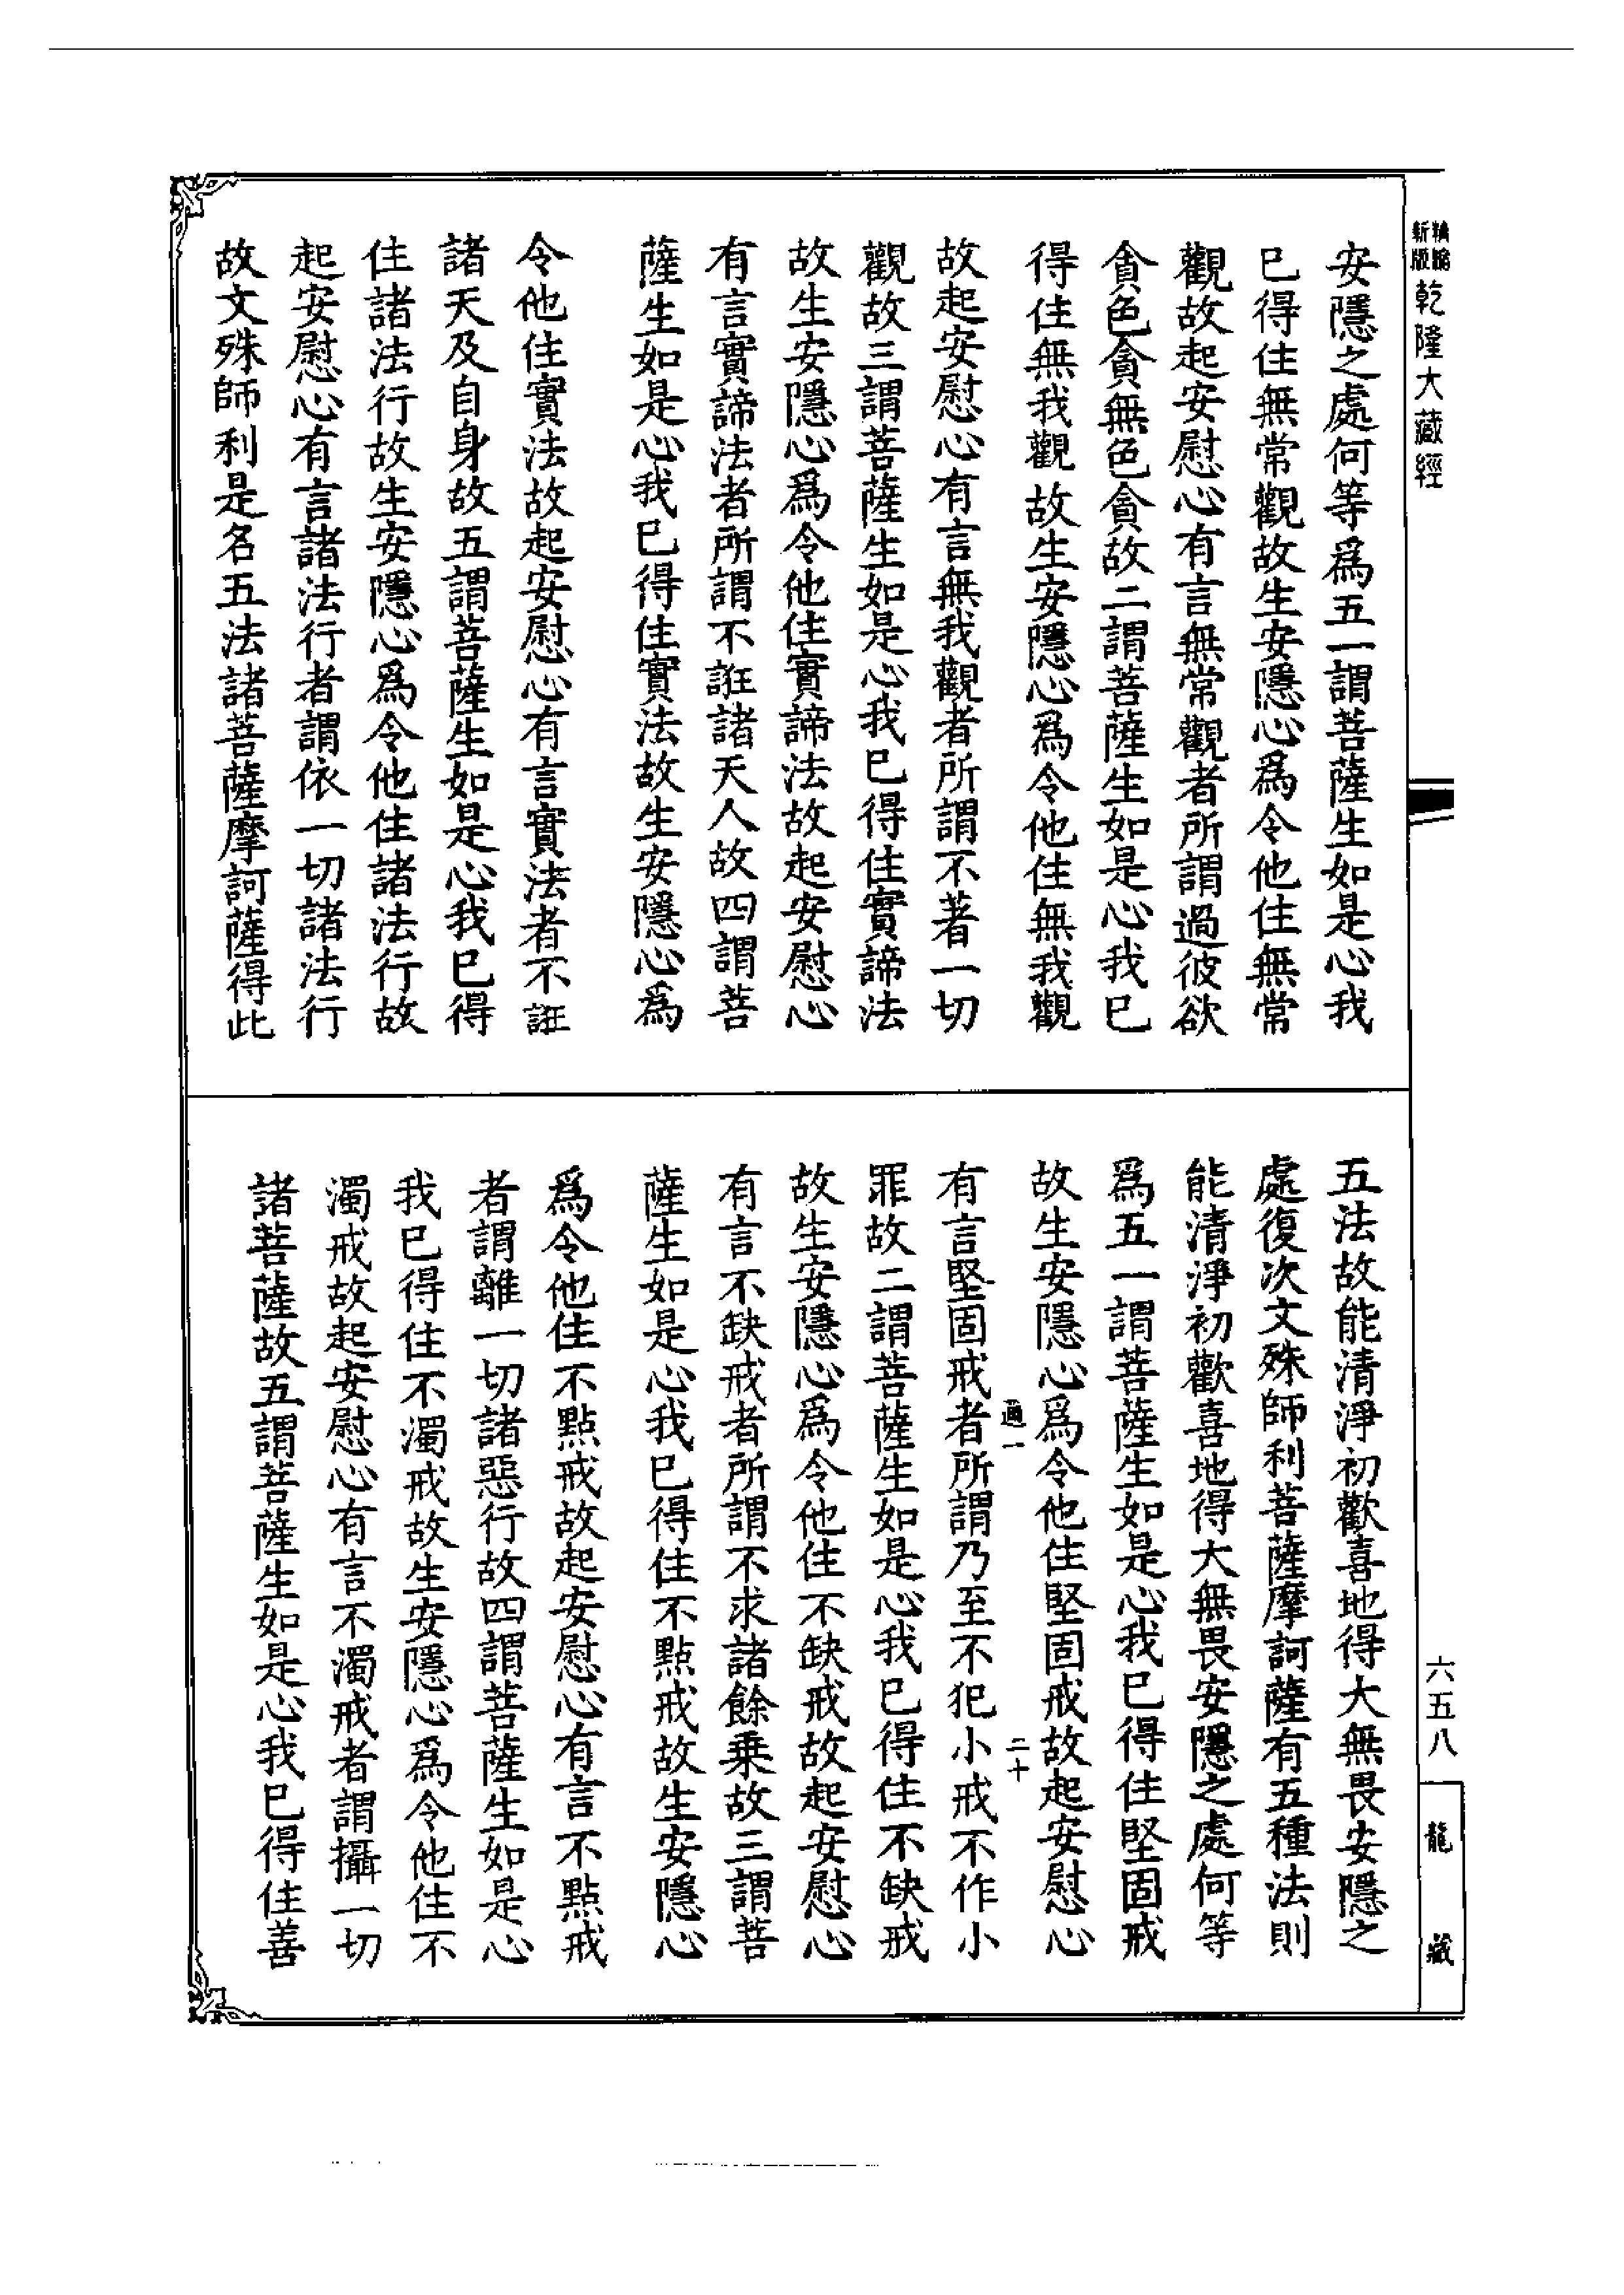 新版
精縮
乾隆大藏經
安隱之處何等爲五一謂菩薩生如是心我
已得住無常觀故生安隱心爲令他住無常
觀故起安慰心有言無常觀者所謂過彼欲
貪色貪無色貪故二謂菩薩生如是心我已
得住無我觀故生安隱心爲令他住無我觀
故起安慰心有言無我觀者所謂不著一切
觀故三謂菩薩生如是心我已得住實諦法
故生安隱心爲令他住實諦法故起安慰心
有言實諦法者所謂不誑諸天人故四謂菩
薩生如是心我已得住實法故生安隱心爲
令他住實法故起安慰心有言實法者不誑
諸天及自身故五謂菩薩生如是心我已得
住諸法行故生安隱心爲令他住諸法行故
起安慰心有言諸法行者謂依一切諸法行
故文殊師利是名五法諸菩薩摩訶薩得此
五法故能清淨初歡喜地得大無畏安隱之
處復次文殊師利菩薩摩訶薩有五種法則
能清淨初歡喜地得大無畏安隱之處何等
爲五一謂菩薩生如是心我已得住堅固戒
故生安隱心爲令他住堅固戒故起安慰心
有言堅固戒者所謂乃至不犯小戒不作小
罪故二謂菩薩生如是心我已得住不缺戒
故生安隱心爲令他住不缺戒故起安慰心
有言不缺戒者所謂不求諸餘乘故三謂菩
薩生如是心我已得住不點戒故生安隱心
爲令他住不點戒故起安慰心有言不點戒
者謂離一切諸惡行故四謂菩薩生如是心
我已得住不濁戒故生安隱心爲令他住不
濁戒故起安慰心有言不濁戒者謂攝一切
諸菩薩故五謂菩薩生如是心我已得住善
二十
六五八
龍藏